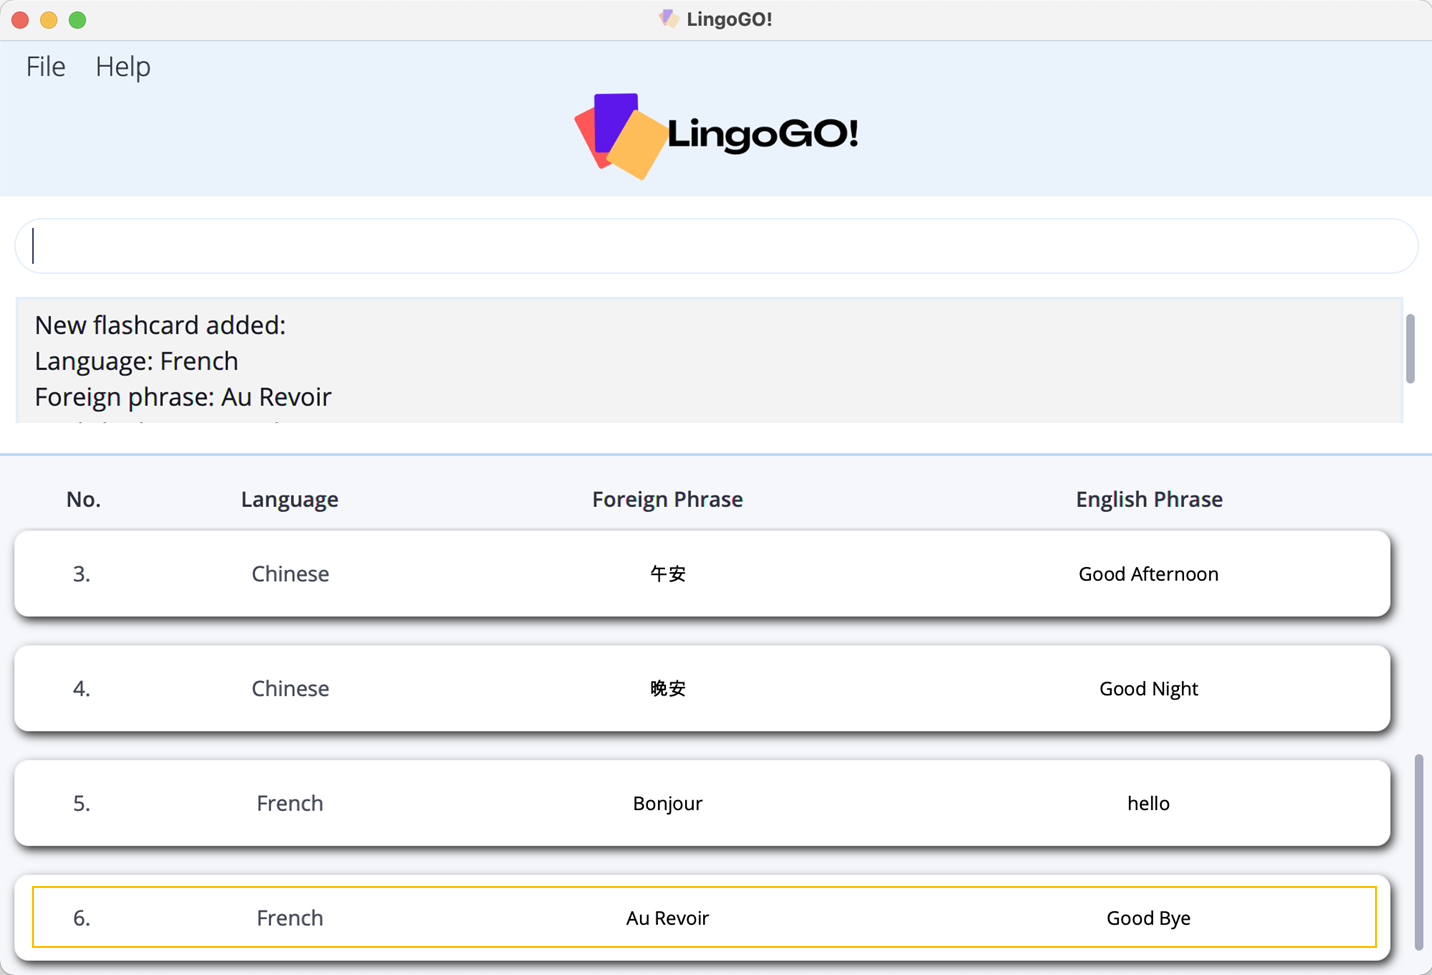 LingoGO!
File Help
LingoGO!
New flashcard added:
Language: French
Foreign phrase: Au Revoir
No. Language Foreign Phrase English Phrase
3. Chinese 午安 Good Afternoon
4. Chinese 晚安 Good Night
5. French Bonjour hello
6. French Au Revoir Good Bye